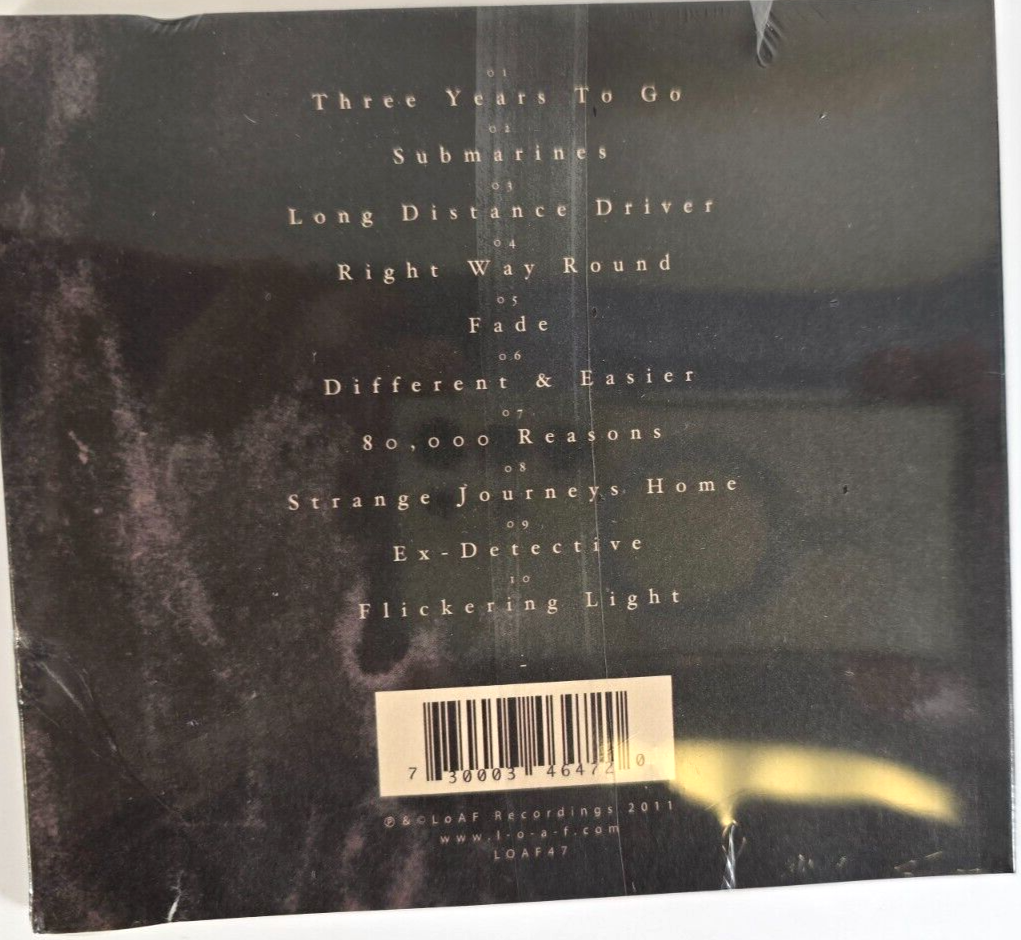 01
Three Years To Go
02
Submarines
03
Long Distance Driver
04
Right Way Round
05
Fade
06
Different & Easier
07
80,000 Reasons
08
Strange Journeys Home
09
Ex-Detective
10
Flickering Light
7 30003 46472 0
℗&©LoAF Recordings 2011
www.l-o-a-f.com
LOAF47